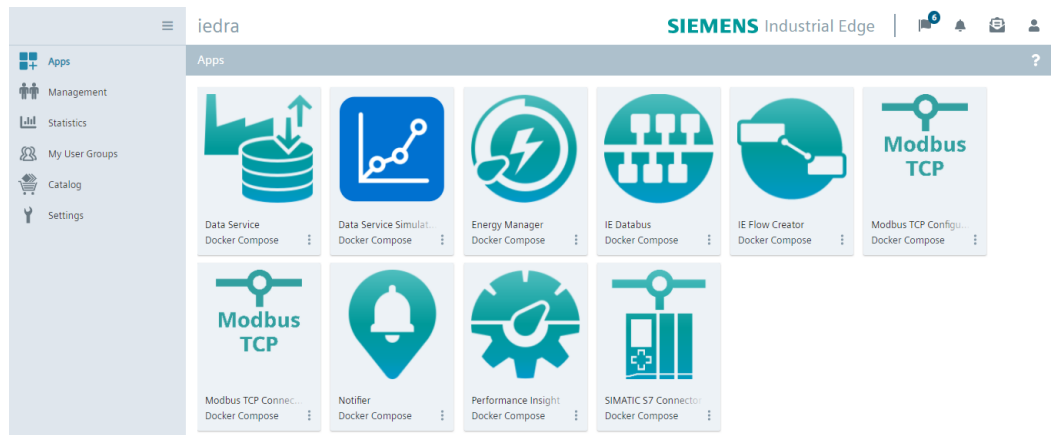 iedra
SIEMENS Industrial Edge
6
Apps
Management
Statistics
My User Groups
Catalog
Settings
Apps
?
Data Service
Docker Compose
Data Service Simulat...
Docker Compose
Energy Manager
Docker Compose
IE Databus
Docker Compose
IE Flow Creator
Docker Compose
Modbus
TCP
Modbus TCP Configu...
Docker Compose
Modbus
TCP
Modbus TCP Connec...
Docker Compose
Notifier
Docker Compose
Performance Insight
Docker Compose
SIMATIC S7 Connector
Docker Compose